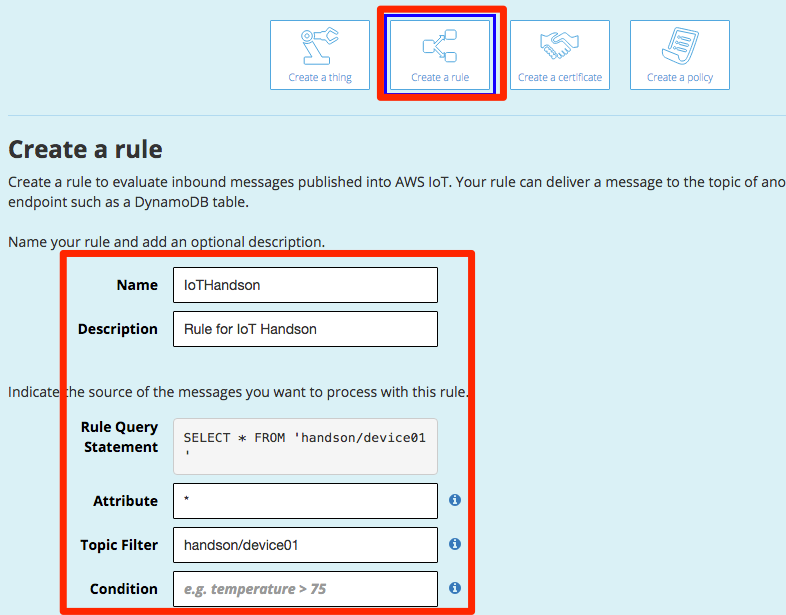 Create a thing
Create a rule
Create a certificate
Create a policy
Create a rule
Create a rule to evaluate inbound messages published into AWS IoT. Your rule can deliver a message to the topic of ano
endpoint such as a DynamoDB table.
Name your rule and add an optional description.
Name
IoTHandson
Description
Rule for IoT Handson
Indicate the source of the messages you want to process with this rule.
Rule Query
Statement
SELECT * FROM 'handson/device01
'
Attribute
*
Topic Filter
handson/device01
Condition
e.g. temperature > 75